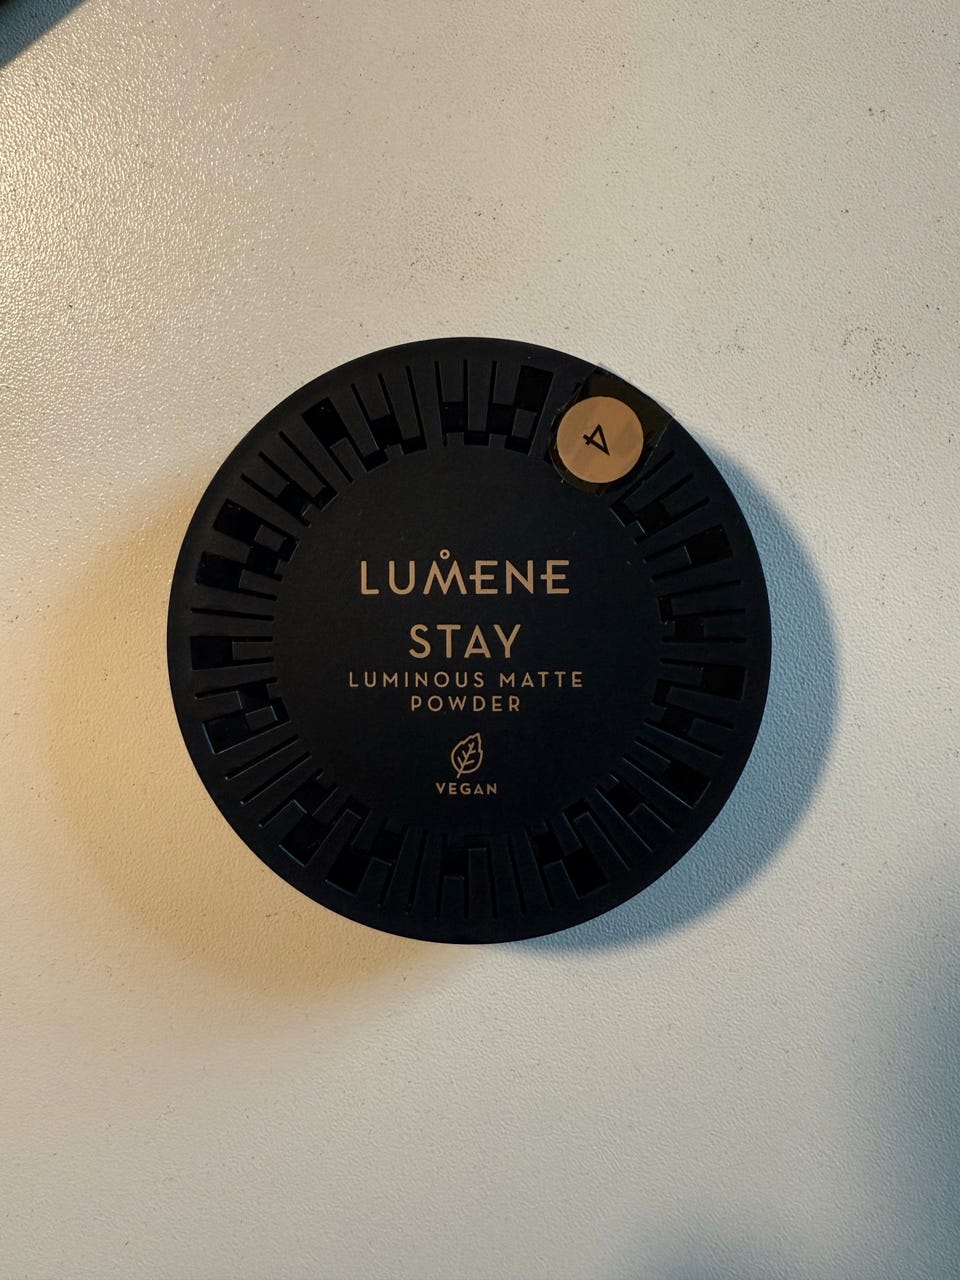 4
LUMENE
STAY
LUMINOUS MATTE
POWDER
VEGAN